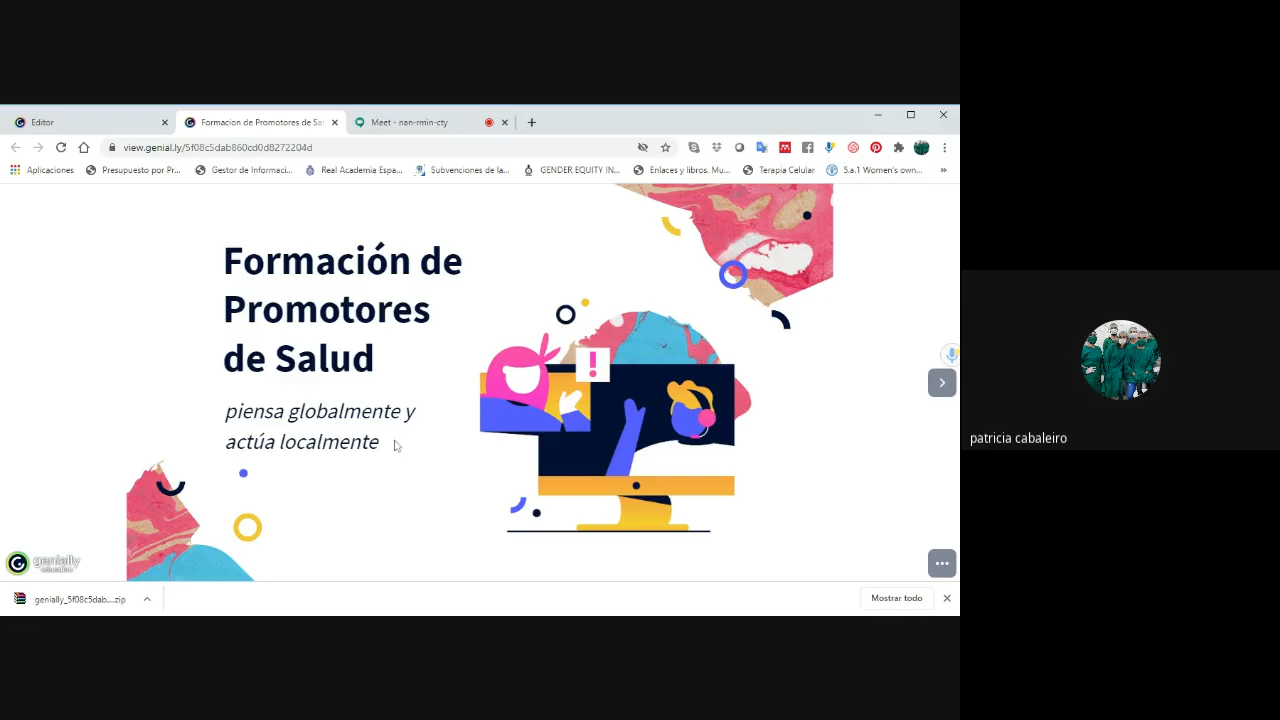 Editor
Formacion de Promotores de Sa
Meet - nan-rmin-cty
view.genial.ly/5f08c5dab860cd0d8272204d
Aplicaciones
Presupuesto por Pr...
Gestor de Informaci...
Real Academia Espa...
Subvenciones de la...
GENDER EQUITY IN...
Enlaces y libros. Mu...
Terapia Celular
5.a.1 Women's own...
»
Formación de
Promotores
de Salud
piensa globalmente y
actúa localmente
!
genially
education
patricia cabaleiro
genially_5f08c5dab....zip
Mostrar todo